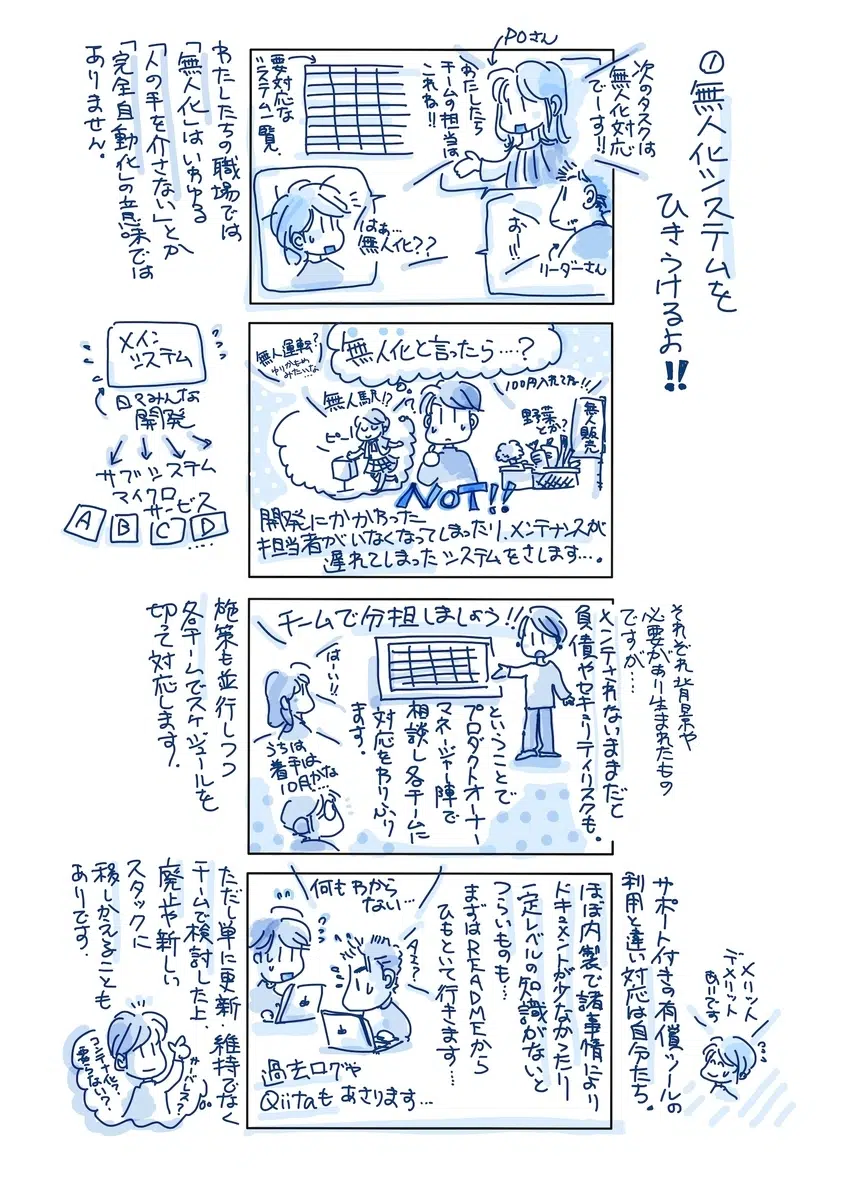 ① 無人化システムを
ひきうけるお!!
POさん
次のタスクは
無人化対応
でーす!!
わたしたち
チームの担当は
これね!!
要対応な
システム一覧
おー!!
リーダーさん
はぁ…
無人化??
わたしたちの職場では
「無人化」はいわゆる
「人の手を介さない」とか
「完全自動化」の意味では
ありません.
無人化と言ったら…?
無人運転?
ゆりかもめ
みたいな
無人駅!?
ピー!
100円入れてね!!
野菜
とか?
無人
販売
NOT!!
開発にかかわった
担当者がいなくなってしまったり、メンテナンスが
遅れてしまったシステムをさします….
メイン
システム
日々みんな
開発
サブシステム
マイクロ
サービス
A B C D
....
それぞれ背景や
必要があり生まれたもの
ですが……
メンテされないままだと
負債やセキュリティリスクも.
チームで分担しましょう!!
はーい!!
ということで
プロダクトオーナー
マネージャー陣で
相談し各チームに
対応をわりふり
ます.
うちは
着手は
10月かな
施策も並行しつつ
各チームでスケジュールを
切って対応します!
サポート付きの有償ツールの
利用と違い対応は自分たち.
メリット
デメリット
ありです
ほぼ内製で諸事情により
ドキュメントが少なかったり
一定レベルの知識がないと
つらいものも…
まずはREADMEから
ひもといて行きます….
何もわから
ない…
過去ログや
Qiitaもあさります…
ただし単に更新・維持でなく
チームで検討した上、
廃止や新しい
スタックに
移しかえることも
ありです.
サーバーレス?
コンテナ化?
要らない?